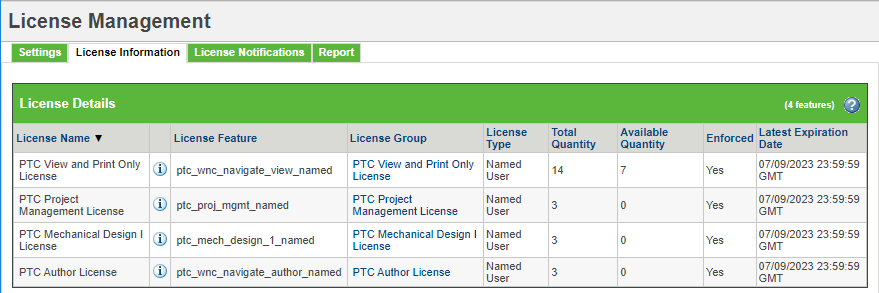 License Management
Settings License Information License Notifications Report
License Details (4 features) ?
License Name ▼ License Feature License Group License Type Total Quantity Available Quantity Enforced Latest Expiration Date
PTC View and Print Only License i ptc_wnc_navigate_view_named PTC View and Print Only License Named User 14 7 Yes 07/09/2023 23:59:59 GMT
PTC Project Management License i ptc_proj_mgmt_named PTC Project Management License Named User 3 0 Yes 07/09/2023 23:59:59 GMT
PTC Mechanical Design I License i ptc_mech_design_1_named PTC Mechanical Design I License Named User 3 0 Yes 07/09/2023 23:59:59 GMT
PTC Author License i ptc_wnc_navigate_author_named PTC Author License Named User 3 0 Yes 07/09/2023 23:59:59 GMT